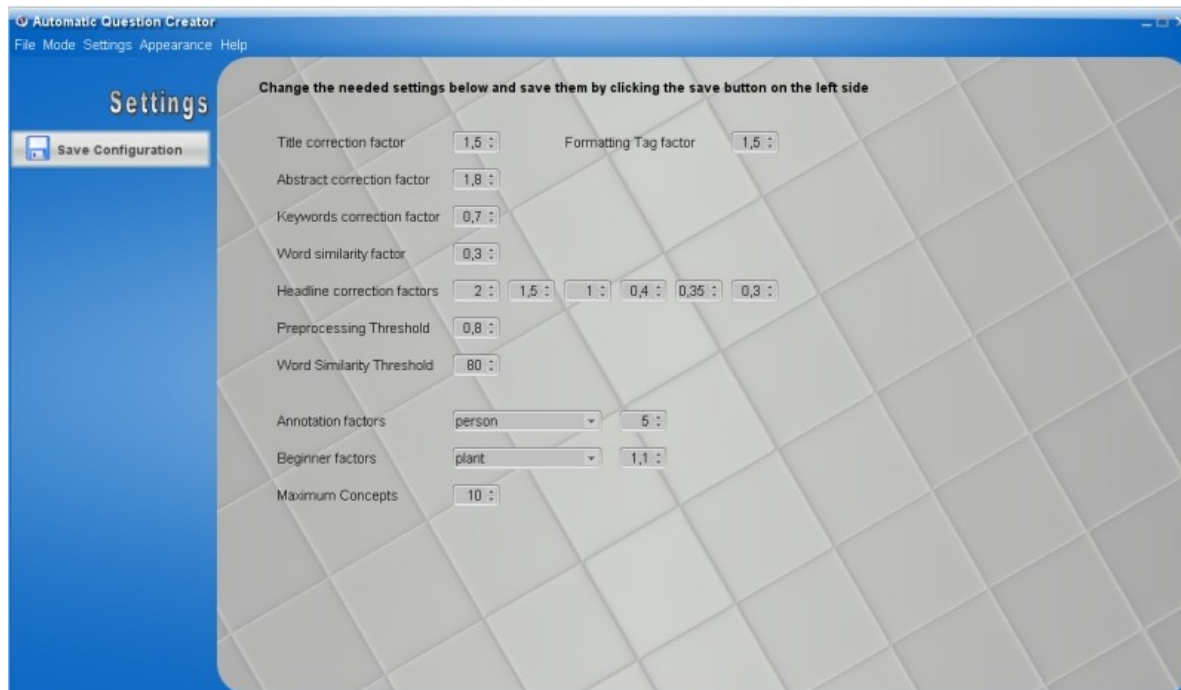 Automatic Question Creator
File Mode Settings Appearance Help
Settings
Save Configuration
Change the needed settings below and save them by clicking the save button on the left side
Title correction factor 1,5 Formatting Tag factor 1,5
Abstract correction factor 1,8
Keywords correction factor 0,7
Word similarity factor 0,3
Headline correction factors 2 1,5 1 0,4 0,35 0,3
Preprocessing Threshold 0,8
Word Similarity Threshold 80
Annotation factors person 5
Beginner factors plant 1,1
Maximum Concepts 10